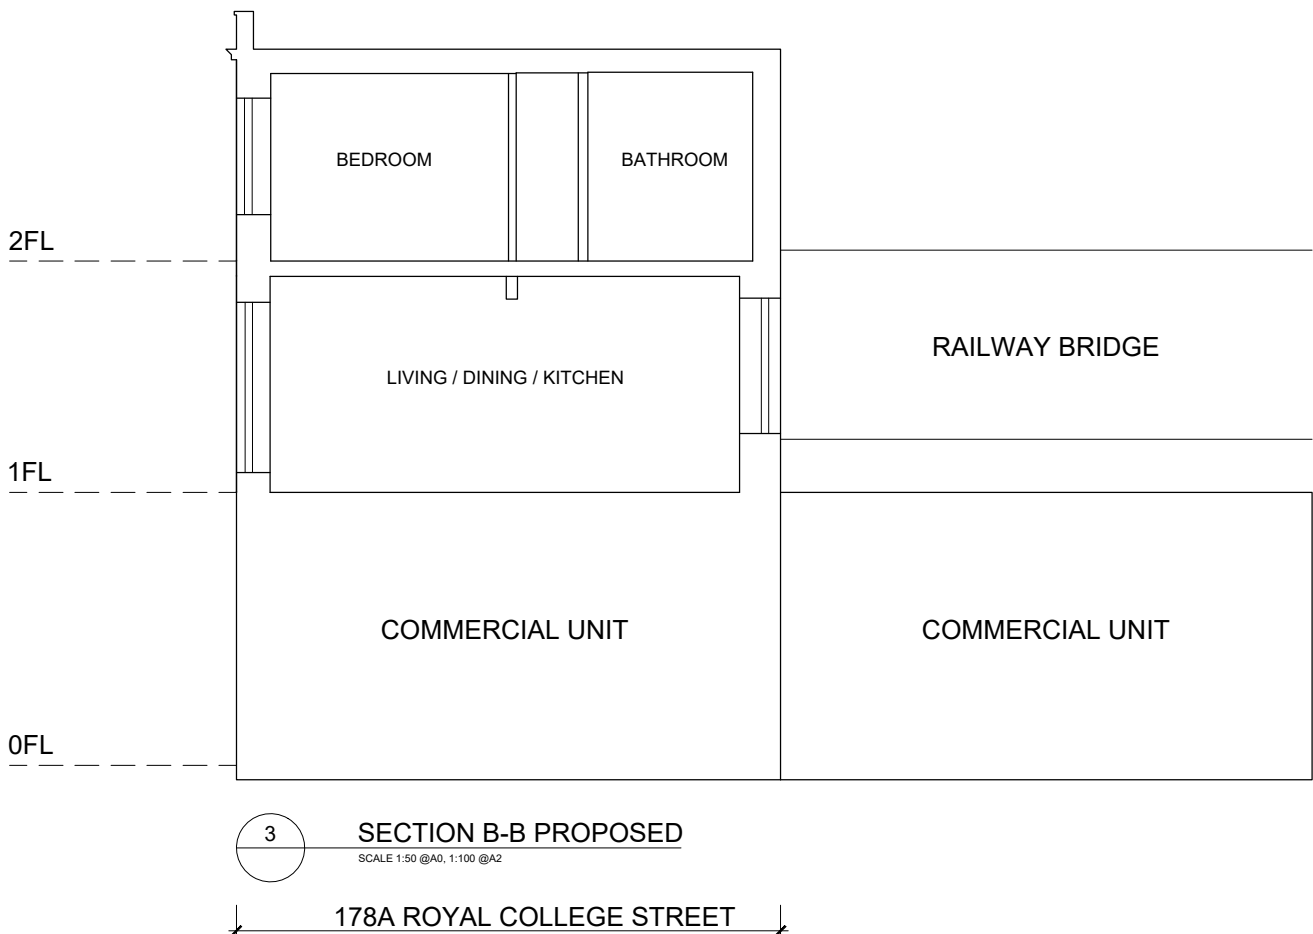 BEDROOM
BATHROOM
2FL
RAILWAY BRIDGE
LIVING / DINING / KITCHEN
1FL
COMMERCIAL UNIT
COMMERCIAL UNIT
0FL
3
SECTION B-B PROPOSED
SCALE 1:50 @A0, 1:100 @A2
178A ROYAL COLLEGE STREET